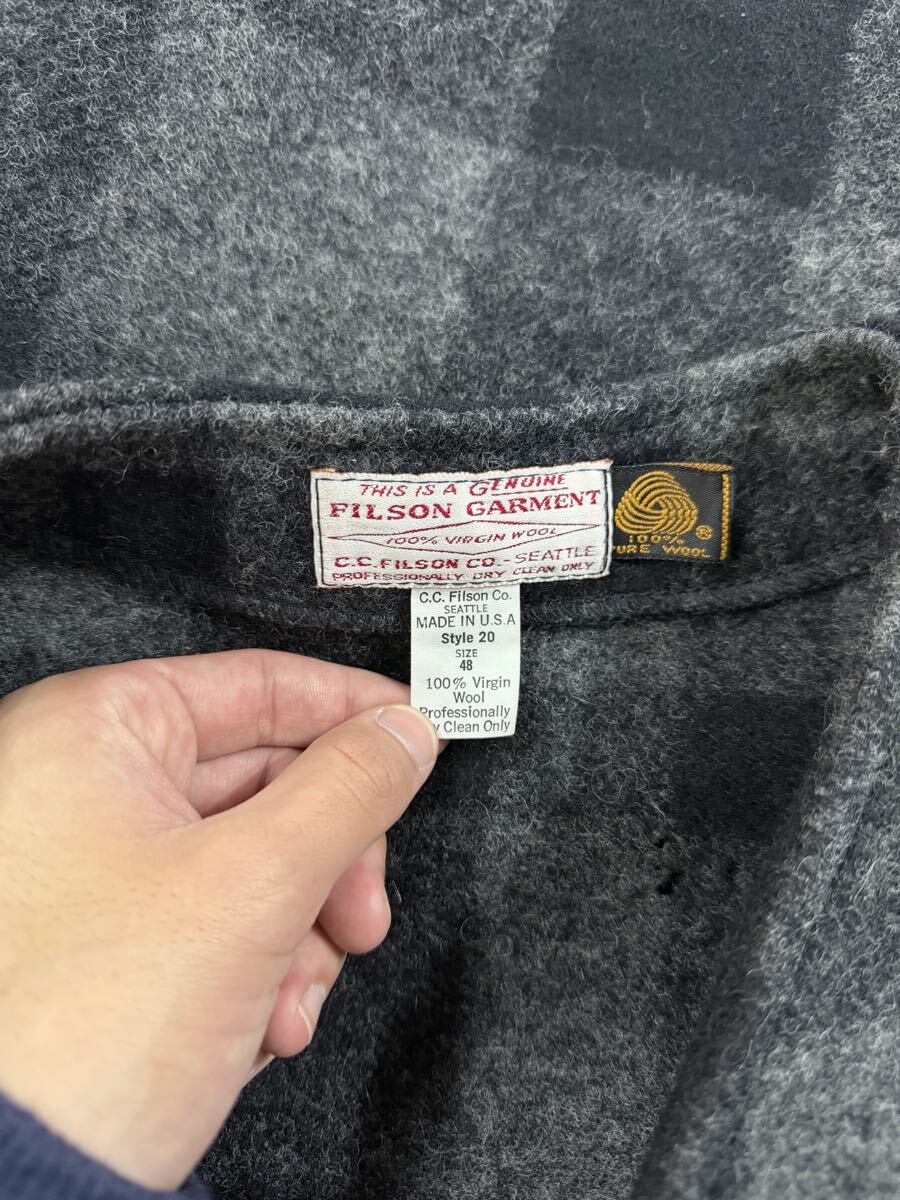 THIS IS A GENUINE
FILSON GARMENT
100% VIRGIN WOOL
C.C. FILSON CO. - SEATTLE
PROFESSIONALLY DRY CLEAN ONLY
®
100%
URE WOOL
C.C. Filson Co.
SEATTLE
MADE IN U.S.A
Style 20
SIZE
48
100% Virgin
Wool
Professionally
y Clean Only